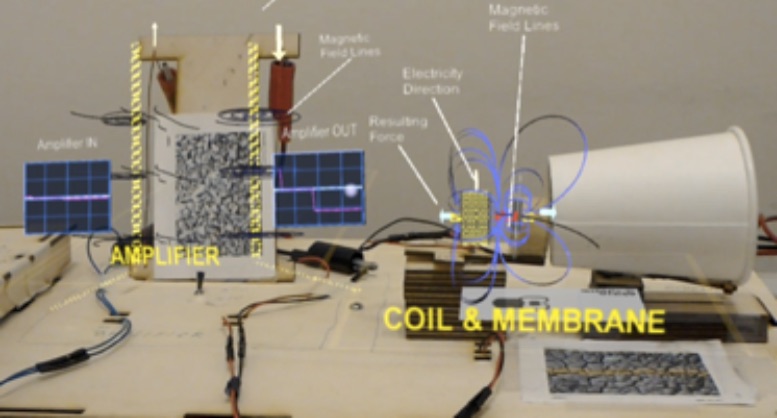 Magnetic
Field Lines
Magnetic
Field Lines
Electricity
Direction
Resulting
Force
Amplifier IN
Amplifier OUT
AMPLIFIER
COIL & MEMBRANE